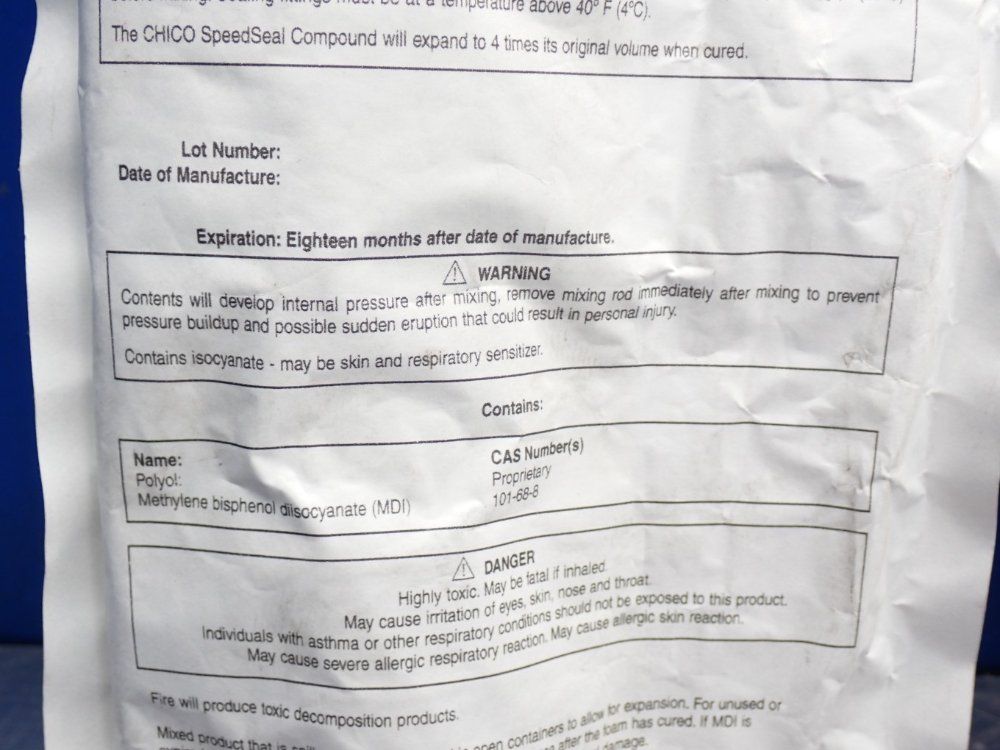 temperature above 40° F (4°C).
The CHICO SpeedSeal Compound will expand to 4 times its original volume when cured.
Lot Number:
Date of Manufacture:
Expiration: Eighteen months after date of manufacture.
WARNING
Contents will develop internal pressure after mixing, remove mixing rod immediately after mixing to prevent
pressure buildup and possible sudden eruption that could result in personal injury.
Contains isocyanate - may be skin and respiratory sensitizer.
Contains:
Name: CAS Number(s)
Polyol: Proprietary
Methylene bisphenol diisocyanate (MDI) 101-68-8
DANGER
Highly toxic. May be fatal if inhaled.
May cause irritation of eyes, skin, nose and throat.
Individuals with asthma or other respiratory conditions should not be exposed to this product.
May cause severe allergic respiratory reaction. May cause allergic skin reaction.
Fire will produce toxic decomposition products.
Mixed product that is open containers to allow for expansion. For unused or
after the foam has cured. If MDI is
damage.